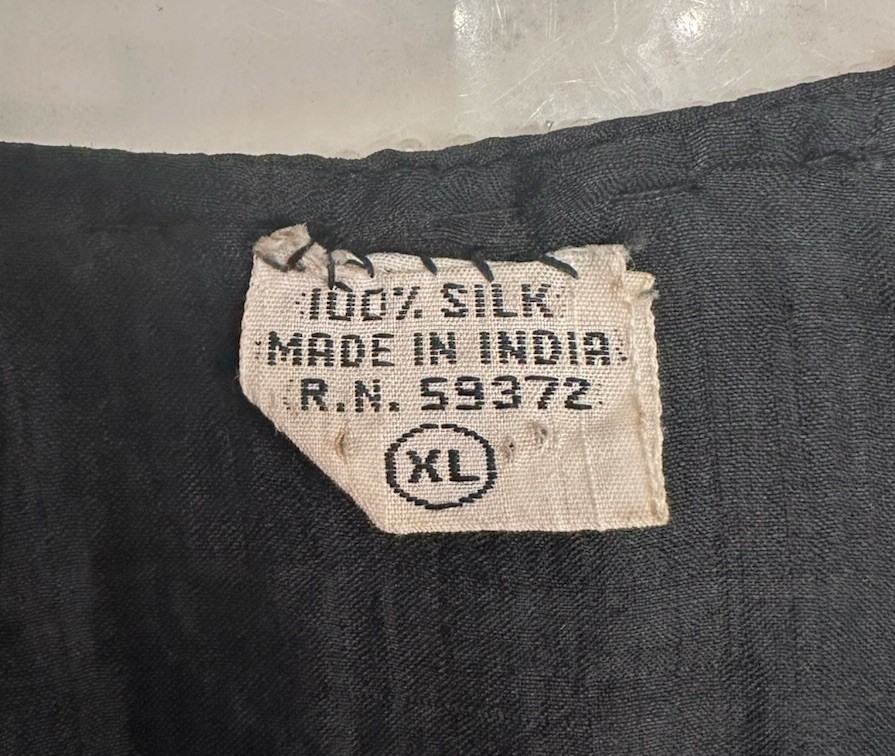 100% SILK
MADE IN INDIA
R.N. 59372
XL